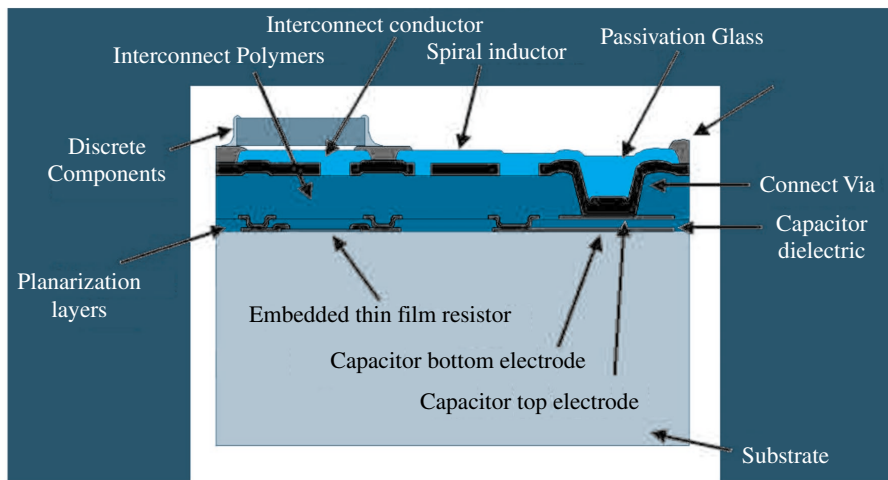 Interconnect conductor
Interconnect Polymers
Spiral inductor
Passivation Glass
Discrete
Components
Connect Via
Capacitor
dielectric
Planarization
layers
Embedded thin film resistor
Capacitor bottom electrode
Capacitor top electrode
Substrate